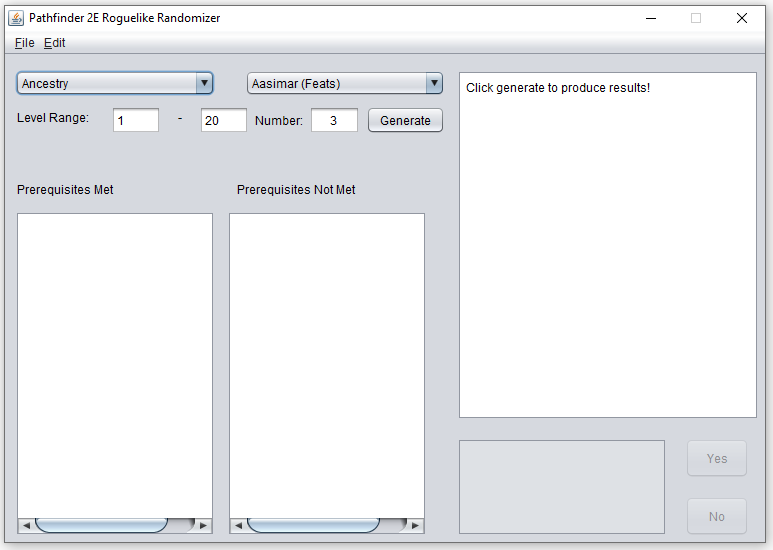 Pathfinder 2E Roguelike Randomizer
File Edit
Ancestry Aasimar (Feats)
Level Range: 1 - 20 Number: 3 Generate
Prerequisites Met Prerequisites Not Met
Click generate to produce results!
Yes
No